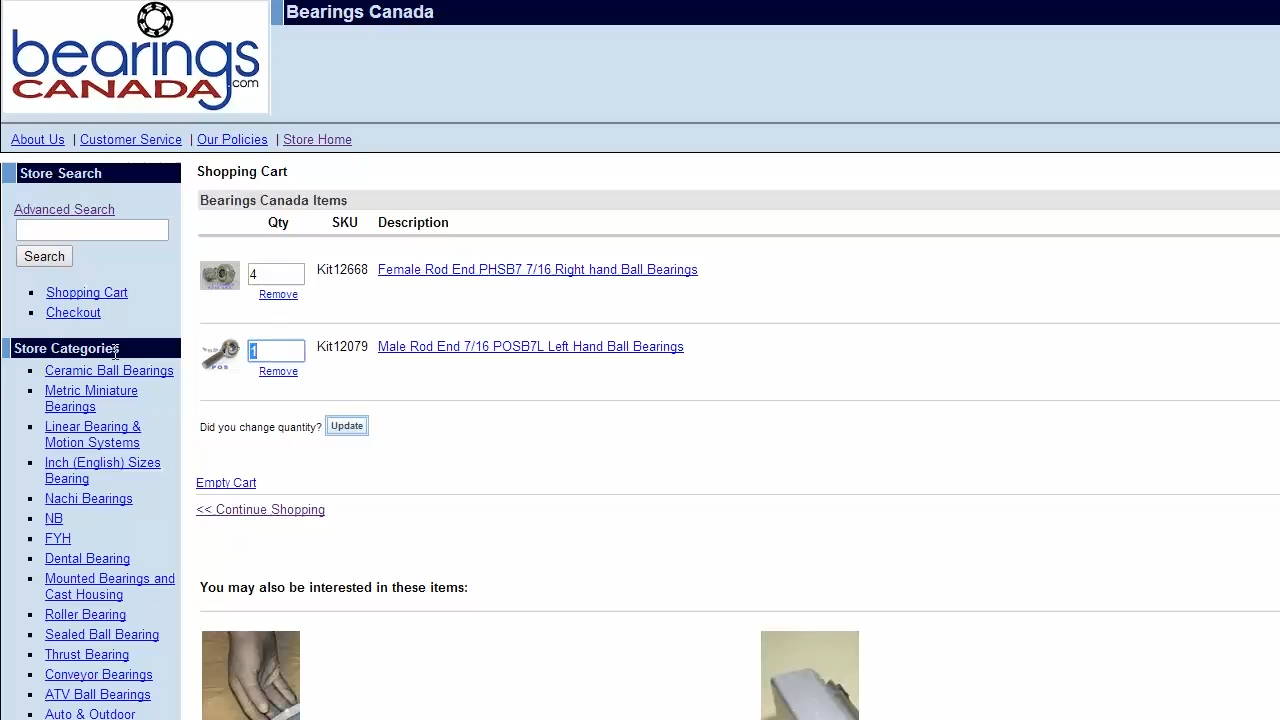 Bearings Canada
bearings
CANADA.com
About Us | Customer Service | Our Policies | Store Home
Store Search
Advanced Search
Search
Shopping Cart
Checkout
Store Categories
Ceramic Ball Bearings
Metric Miniature
Bearings
Linear Bearing &
Motion Systems
Inch (English) Sizes
Bearing
Nachi Bearings
NB
FYH
Dental Bearing
Mounted Bearings and
Cast Housing
Roller Bearing
Sealed Ball Bearing
Thrust Bearing
Conveyor Bearings
ATV Ball Bearings
Auto & Outdoor
Shopping Cart
Bearings Canada Items
Qty SKU Description
4 Kit12668 Female Rod End PHSB7 7/16 Right hand Ball Bearings
Remove
1 Kit12079 Male Rod End 7/16 POSB7L Left Hand Ball Bearings
Remove
Did you change quantity? Update
Empty Cart
<< Continue Shopping
You may also be interested in these items: